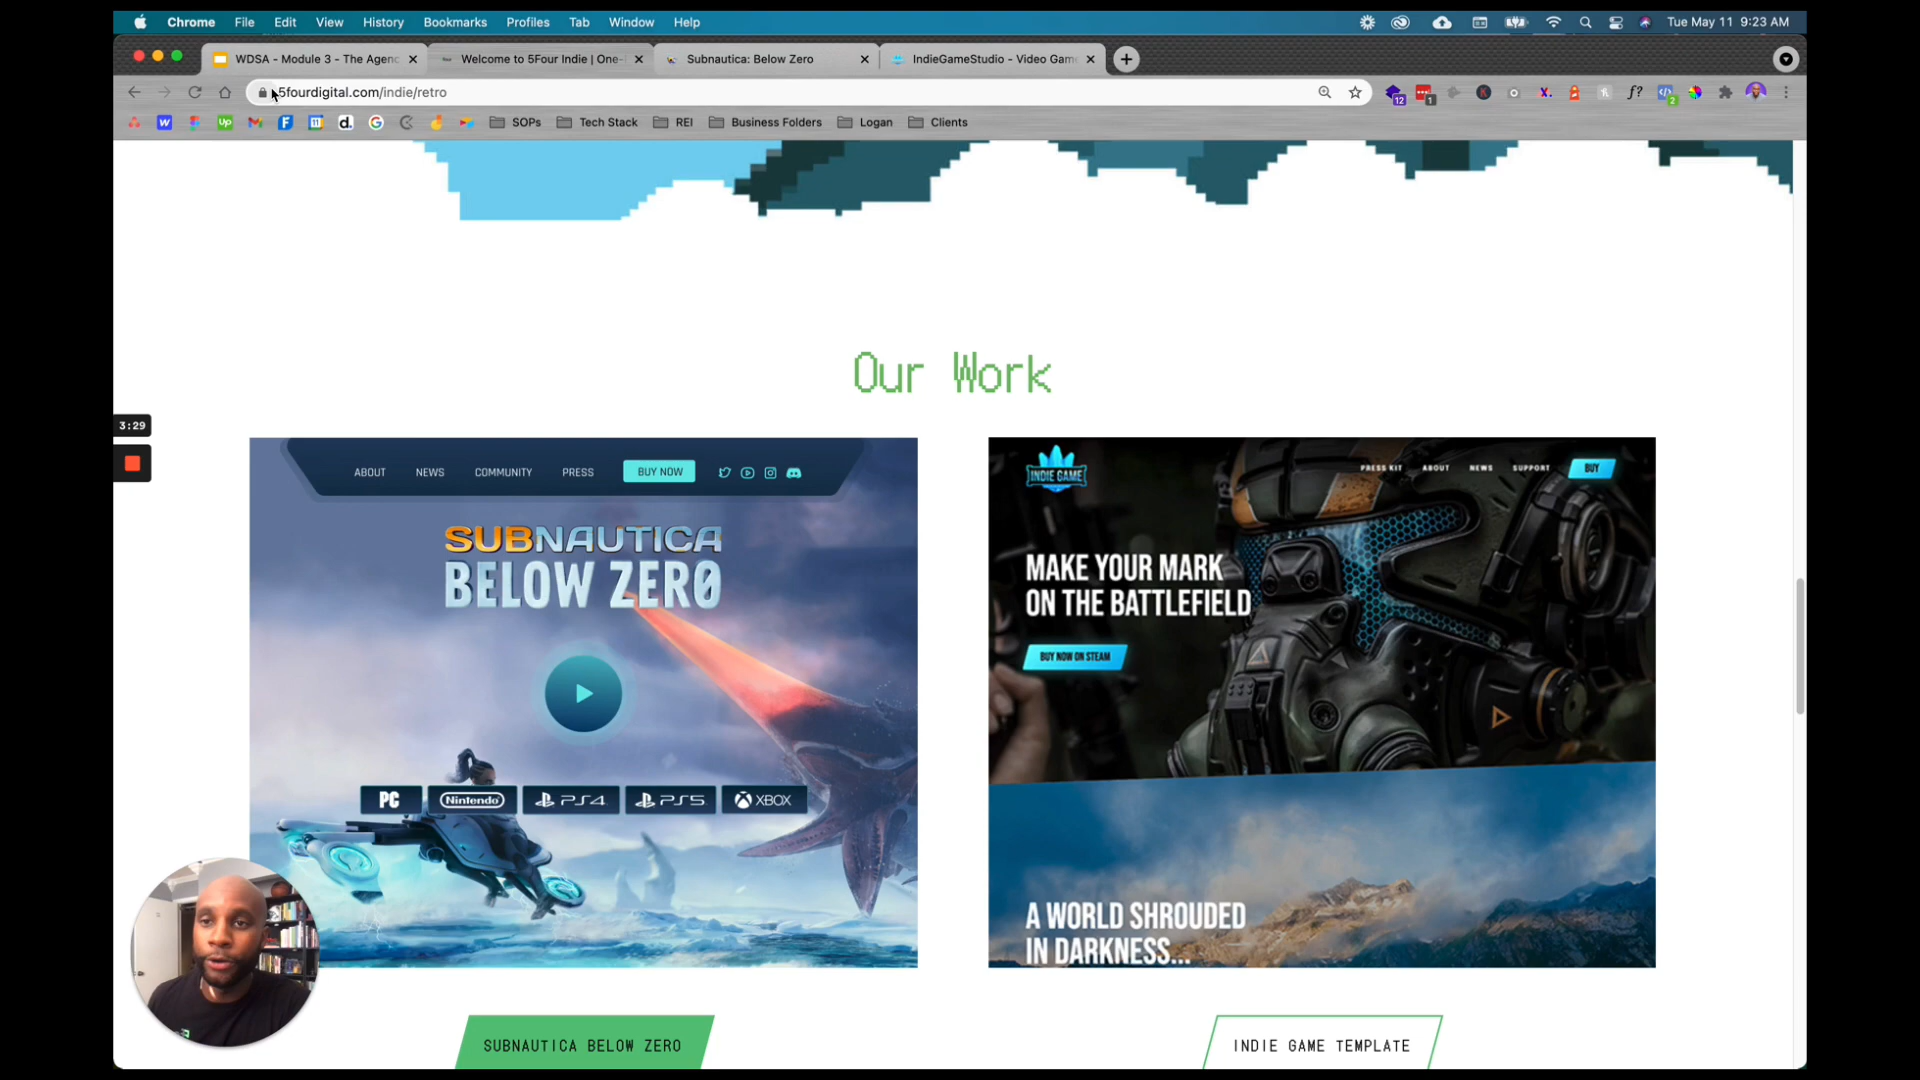 Chrome File Edit View History Bookmarks Profiles Tab Window Help Tue May 11 9:23 AM
WDSA - Module 3 - The Agenc Welcome to 5Four Indie | One- Subnautica: Below Zero IndieGameStudio - Video Gam
5fourdigital.com/indie/retro
SOPs Tech Stack REI Business Folders Logan Clients
Our Work
3:29
ABOUT NEWS COMMUNITY PRESS BUY NOW
SUBNAUTICA
BELOW ZERO
PC Nintendo PS4 PS5 XBOX
INDIE GAME
PRESS KIT ABOUT NEWS SUPPORT BUY
MAKE YOUR MARK
ON THE BATTLEFIELD
BUY NOW ON STEAM
A WORLD SHROUDED
IN DARKNESS...
SUBNAUTICA BELOW ZERO
INDIE GAME TEMPLATE